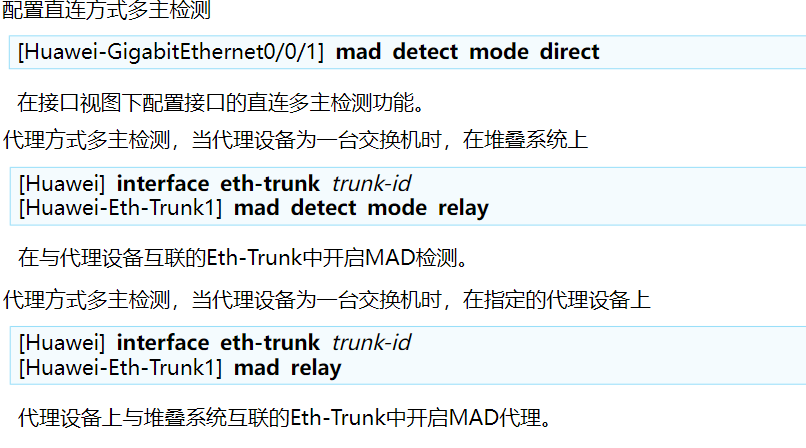 配置直连方式多主检测
[Huawei-GigabitEthernet0/0/1] mad detect mode direct
在接口视图下配置接口的直连多主检测功能。
代理方式多主检测，当代理设备为一台交换机时，在堆叠系统上
[Huawei] interface eth-trunk trunk-id
[Huawei-Eth-Trunk1] mad detect mode relay
在与代理设备互联的Eth-Trunk中开启MAD检测。
代理方式多主检测，当代理设备为一台交换机时，在指定的代理设备上
[Huawei] interface eth-trunk trunk-id
[Huawei-Eth-Trunk1] mad relay
代理设备上与堆叠系统互联的Eth-Trunk中开启MAD代理。